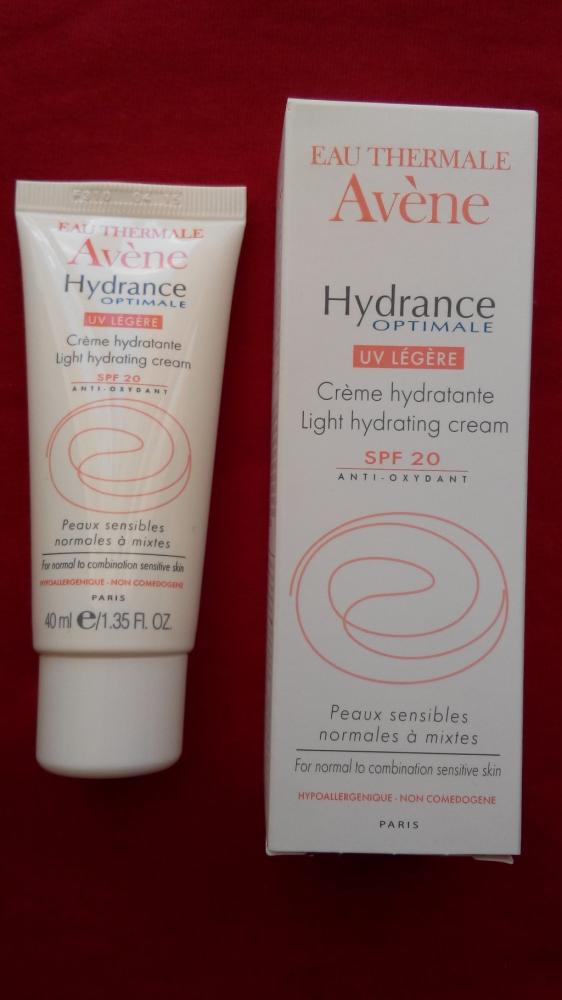 EAU THERMALE
Avène
Hydrance
OPTIMALE
UV LÉGÈRE
Crème hydratante
Light hydrating cream
SPF 20
ANTI-OXYDANT
Peaux sensibles
normales à mixtes
For normal to combination sensitive skin
HYPOALLERGENIQUE - NON COMEDOGENE
PARIS
40 ml e/1.35 Fl. OZ.
EAU THERMALE
Avène
Hydrance
OPTIMALE
UV LÉGÈRE
Crème hydratante
Light hydrating cream
SPF 20
ANTI-OXYDANT
Peaux sensibles
normales à mixtes
For normal to combination sensitive skin
HYPOALLERGENIQUE - NON COMEDOGENE
PARIS